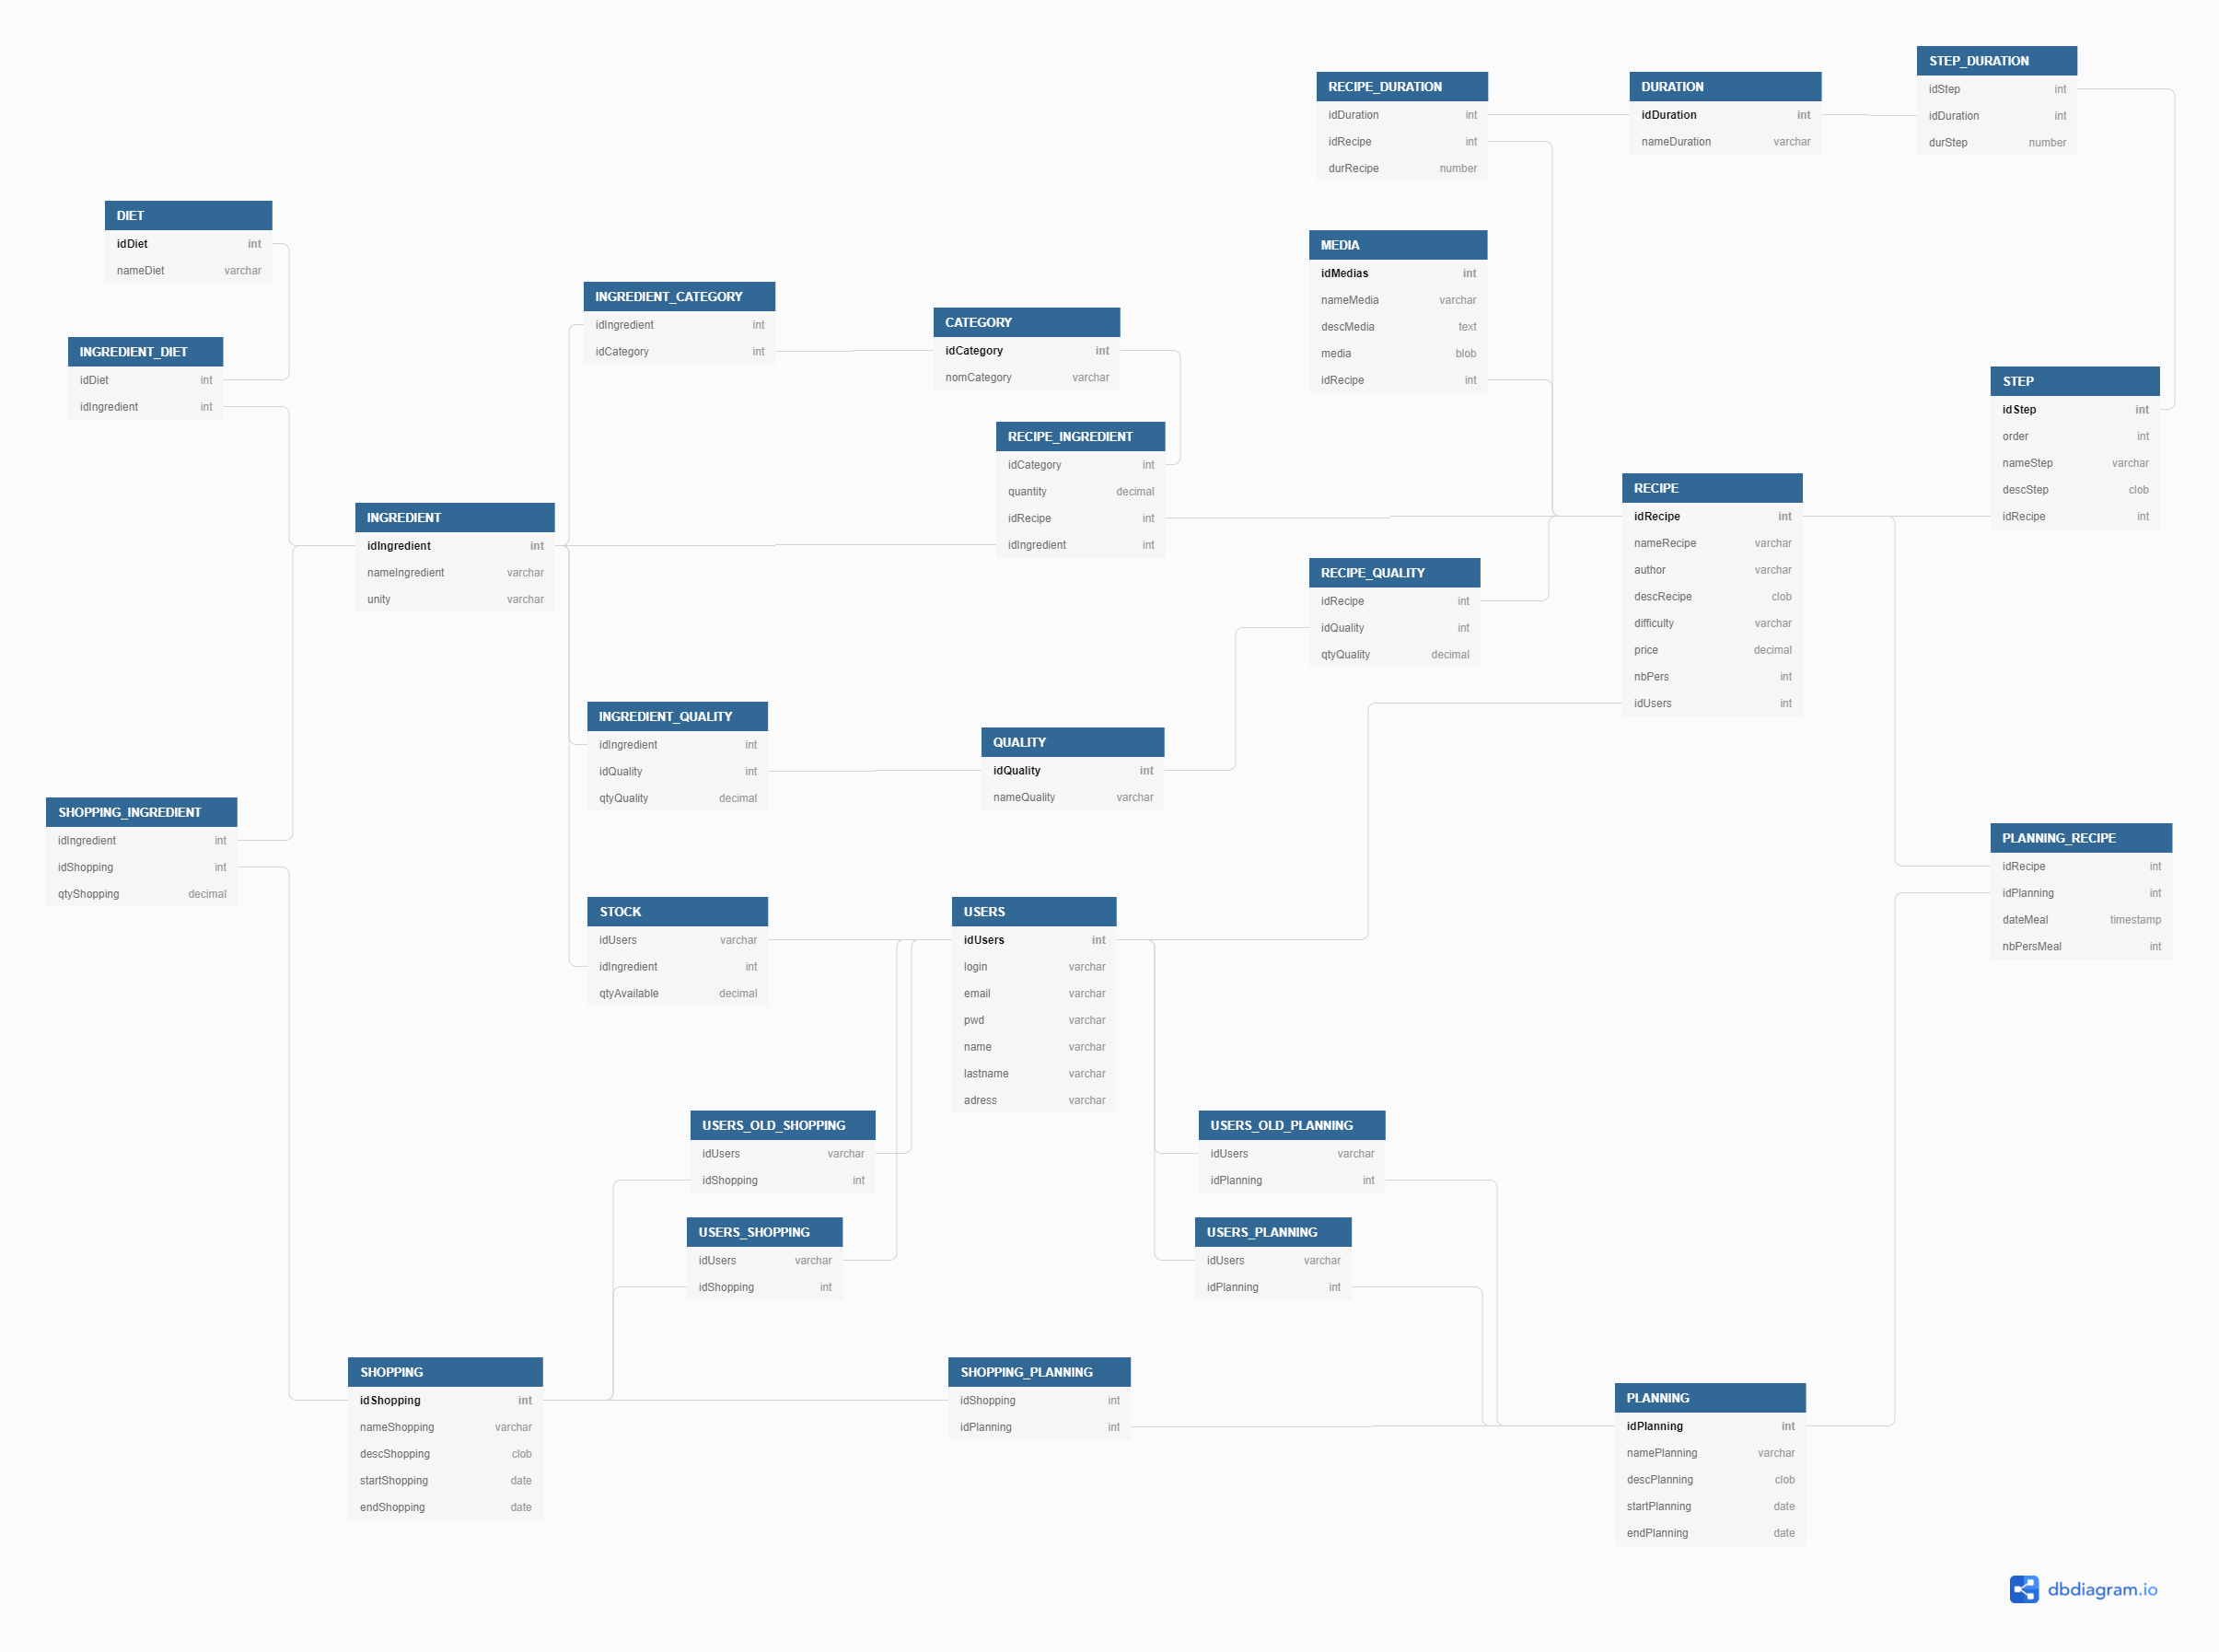 STEP_DURATION
idStep int
idDuration int
durStep number
RECIPE_DURATION
idDuration int
idRecipe int
durRecipe number
DURATION
idDuration int
nameDuration varchar
DIET
idDiet int
nameDiet varchar
MEDIA
idMedias int
nameMedia varchar
descMedia text
media blob
idRecipe int
INGREDIENT_CATEGORY
idIngredient int
idCategory int
CATEGORY
idCategory int
nomCategory varchar
INGREDIENT_DIET
idDiet int
idIngredient int
STEP
idStep int
order int
nameStep varchar
descStep clob
idRecipe int
RECIPE_INGREDIENT
idCategory int
quantity decimal
idRecipe int
idIngredient int
RECIPE
idRecipe int
nameRecipe varchar
author varchar
descRecipe clob
difficulty varchar
price decimal
nbPers int
idUsers int
INGREDIENT
idIngredient int
nameIngredient varchar
unity varchar
RECIPE_QUALITY
idRecipe int
idQuality int
qtyQuality decimal
INGREDIENT_QUALITY
idIngredient int
idQuality int
qtyQuality decimal
QUALITY
idQuality int
nameQuality varchar
SHOPPING_INGREDIENT
idIngredient int
idShopping int
qtyShopping decimal
PLANNING_RECIPE
idRecipe int
idPlanning int
dateMeal timestamp
nbPersMeal int
STOCK
idUsers varchar
idIngredient int
qtyAvailable decimal
USERS
idUsers int
login varchar
email varchar
pwd varchar
name varchar
lastname varchar
adress varchar
USERS_OLD_SHOPPING
idUsers varchar
idShopping int
USERS_OLD_PLANNING
idUsers varchar
idPlanning int
USERS_SHOPPING
idUsers varchar
idShopping int
USERS_PLANNING
idUsers varchar
idPlanning int
SHOPPING
idShopping int
nameShopping varchar
descShopping clob
startShopping date
endShopping date
SHOPPING_PLANNING
idShopping int
idPlanning int
PLANNING
idPlanning int
namePlanning varchar
descPlanning clob
startPlanning date
endPlanning date
dbdiagram.io